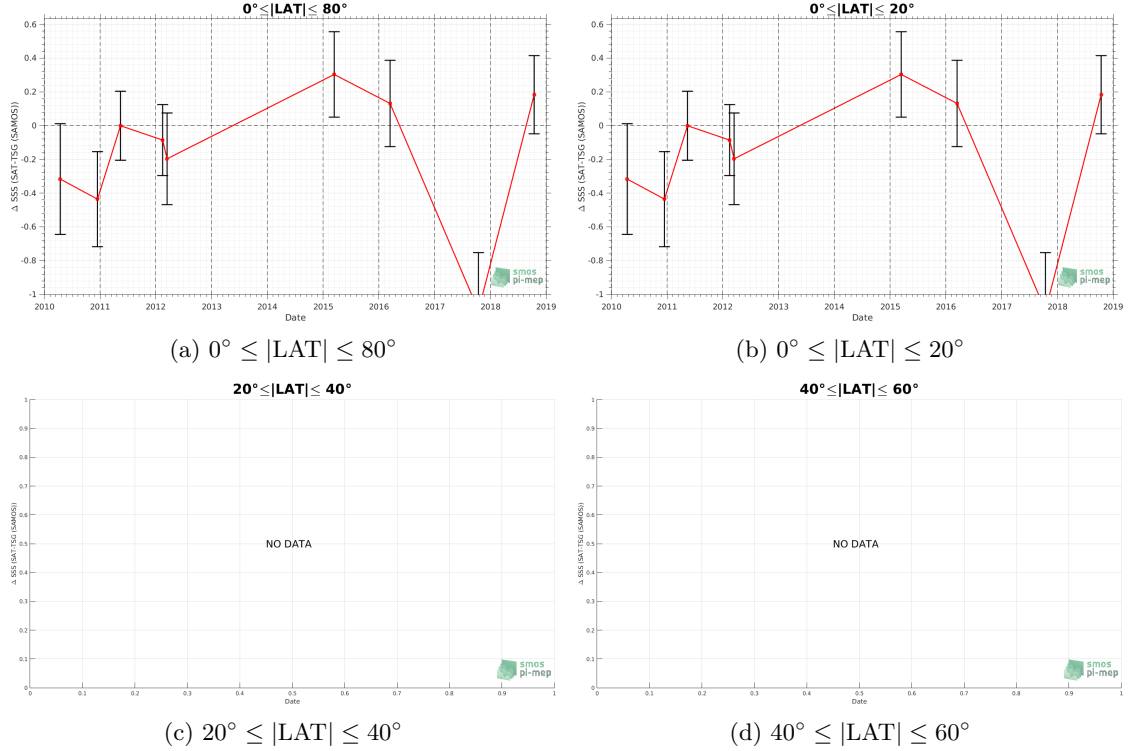 0°≤|LAT|≤ 80°
Δ SSS (SAT-TSG (SAMOS))
0.6
0.4
0.2
0
-0.2
-0.4
-0.6
-0.8
-1
2010 2011 2012 2013 2014 2015 2016 2017 2018 2019
Date
smos
pi-mep
(a) 0° ≤ |LAT| ≤ 80°
0°≤|LAT|≤ 20°
Δ SSS (SAT-TSG (SAMOS))
0.6
0.4
0.2
0
-0.2
-0.4
-0.6
-0.8
-1
2010 2011 2012 2013 2014 2015 2016 2017 2018 2019
Date
smos
pi-mep
(b) 0° ≤ |LAT| ≤ 20°
20°≤|LAT|≤ 40°
Δ SSS (SAT-TSG (SAMOS))
1
0.9
0.8
0.7
0.6
0.5
0.4
0.3
0.2
0.1
0
NO DATA
0 0.1 0.2 0.3 0.4 0.5 0.6 0.7 0.8 0.9 1
Date
smos
pi-mep
(c) 20° ≤ |LAT| ≤ 40°
40°≤|LAT|≤ 60°
Δ SSS (SAT-TSG (SAMOS))
1
0.9
0.8
0.7
0.6
0.5
0.4
0.3
0.2
0.1
0
NO DATA
0 0.1 0.2 0.3 0.4 0.5 0.6 0.7 0.8 0.9 1
Date
smos
pi-mep
(d) 40° ≤ |LAT| ≤ 60°